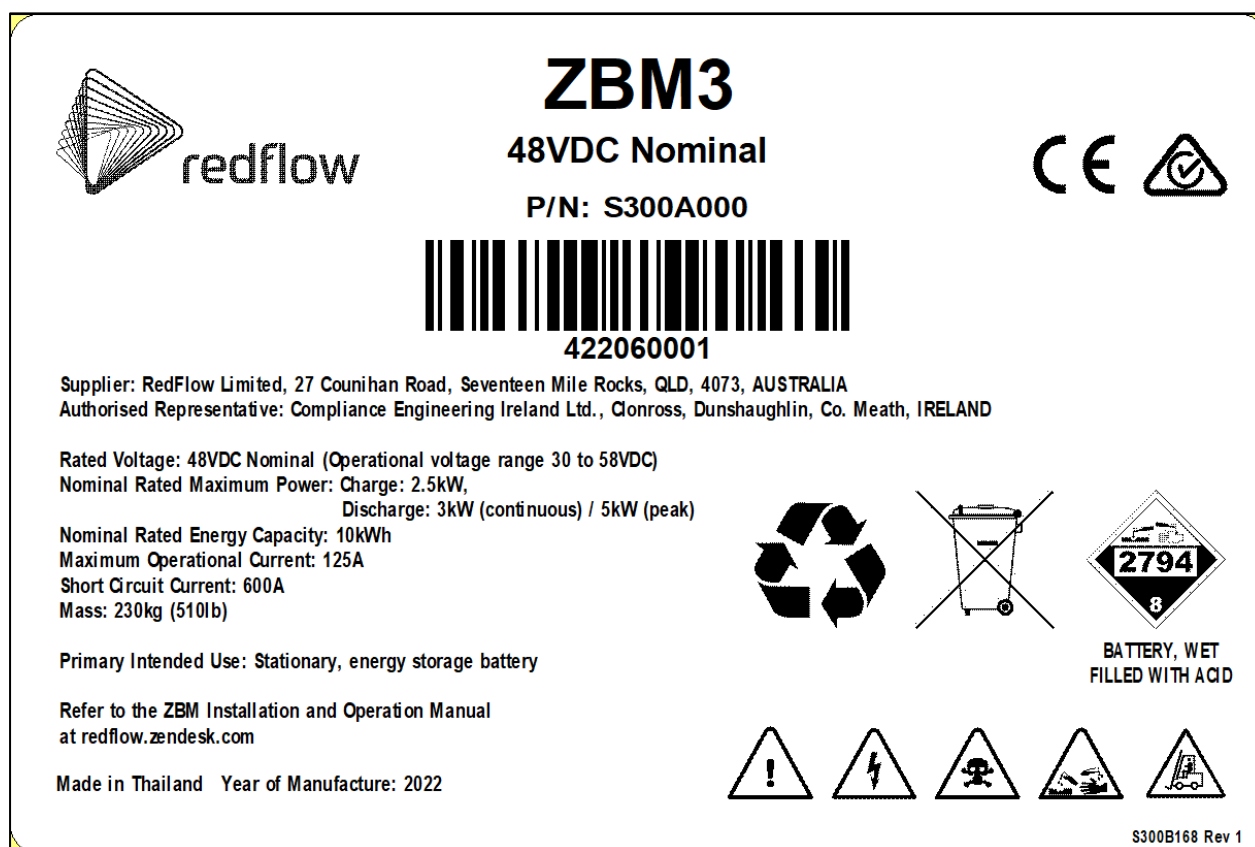 redflow
ZBM3
48VDC Nominal
P/N: S300A000
422060001
CE
Supplier: RedFlow Limited, 27 Counihan Road, Seventeen Mile Rocks, QLD, 4073, AUSTRALIA
Authorised Representative: Compliance Engineering Ireland Ltd., Clonross, Dunshaughlin, Co. Meath, IRELAND
Rated Voltage: 48VDC Nominal (Operational voltage range 30 to 58VDC)
Nominal Rated Maximum Power: Charge: 2.5kW,
Discharge: 3kW (continuous) / 5kW (peak)
Nominal Rated Energy Capacity: 10kWh
Maximum Operational Current: 125A
Short Circuit Current: 600A
Mass: 230kg (510lb)
Primary Intended Use: Stationary, energy storage battery
Refer to the ZBM Installation and Operation Manual
at redflow.zendesk.com
Made in Thailand Year of Manufacture: 2022
2794
8
BATTERY, WET
FILLED WITH ACID
!
S300B168 Rev 1